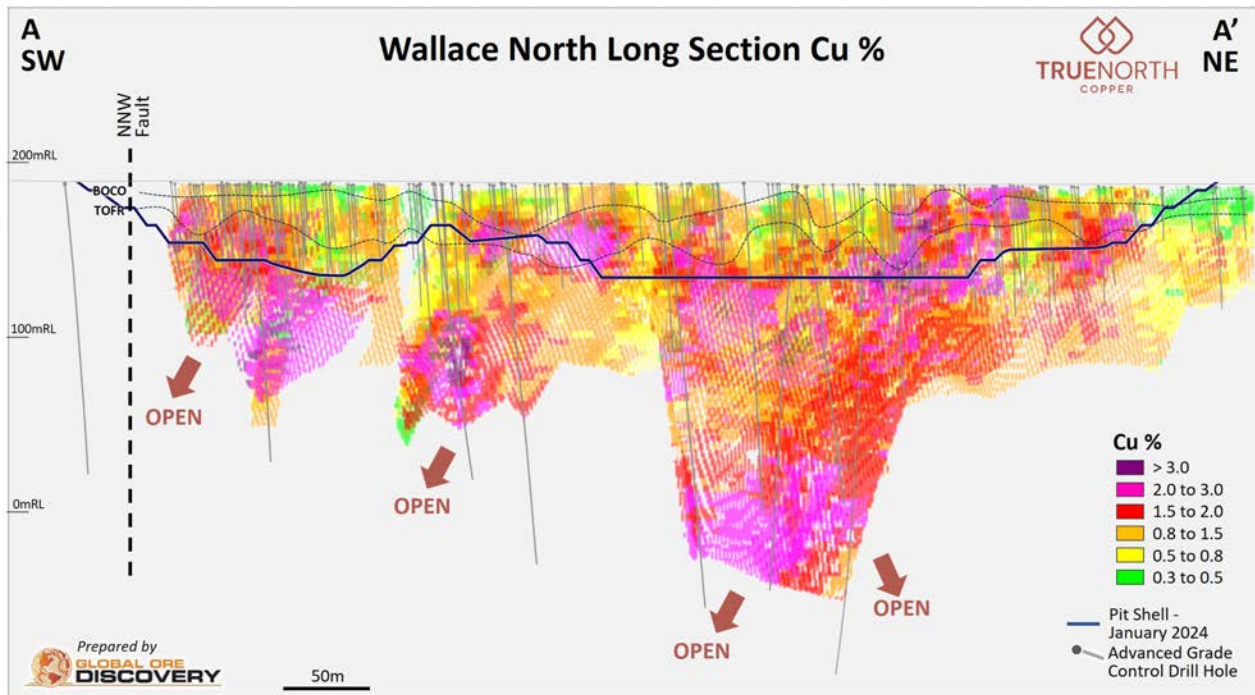 A
SW
Wallace North Long Section Cu %
TRUENORTH
COPPER
A'
NE
NNW
Fault
200mRL
BOCO
TOFR
100mRL
0mRL
OPEN
OPEN
OPEN
OPEN
Cu %
> 3.0
2.0 to 3.0
1.5 to 2.0
0.8 to 1.5
0.5 to 0.8
0.3 to 0.5
Pit Shell -
January 2024
Advanced Grade
Control Drill Hole
Prepared by
GLOBAL ORE
DISCOVERY
50m